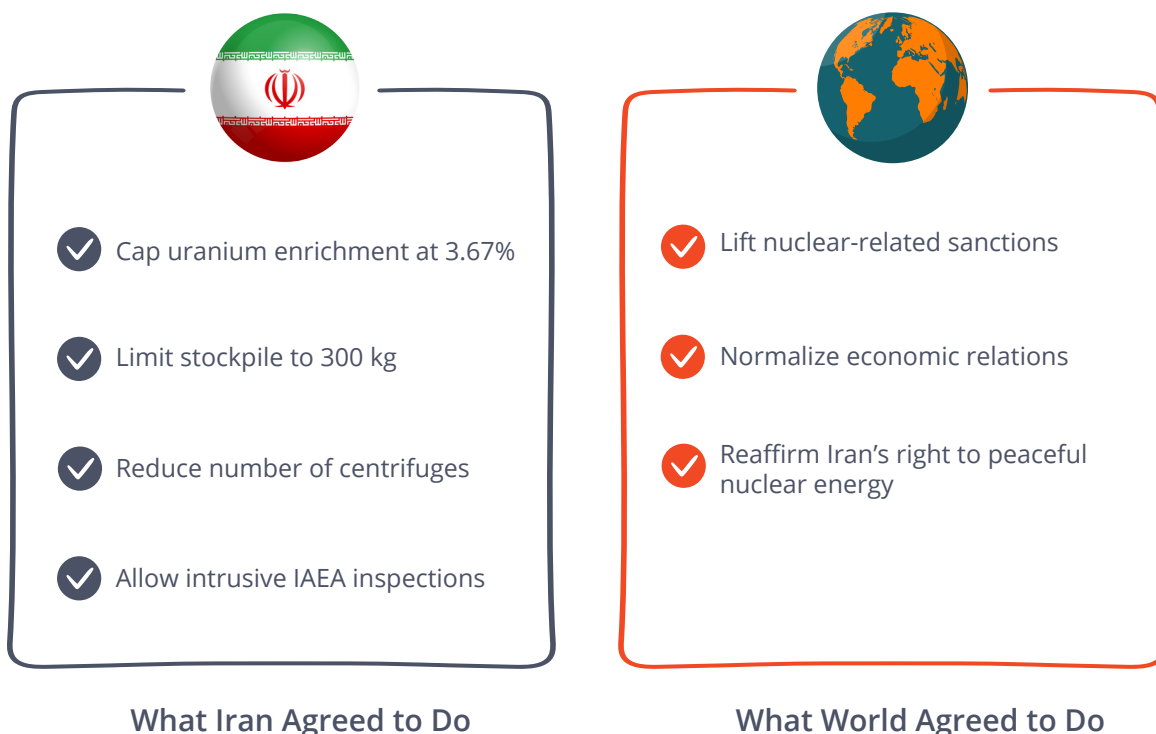 Cap uranium enrichment at 3.67%
Limit stockpile to 300 kg
Reduce number of centrifuges
Allow intrusive IAEA inspections
What Iran Agreed to Do
Lift nuclear-related sanctions
Normalize economic relations
Reaffirm Iran’s right to peaceful
nuclear energy
What World Agreed to Do